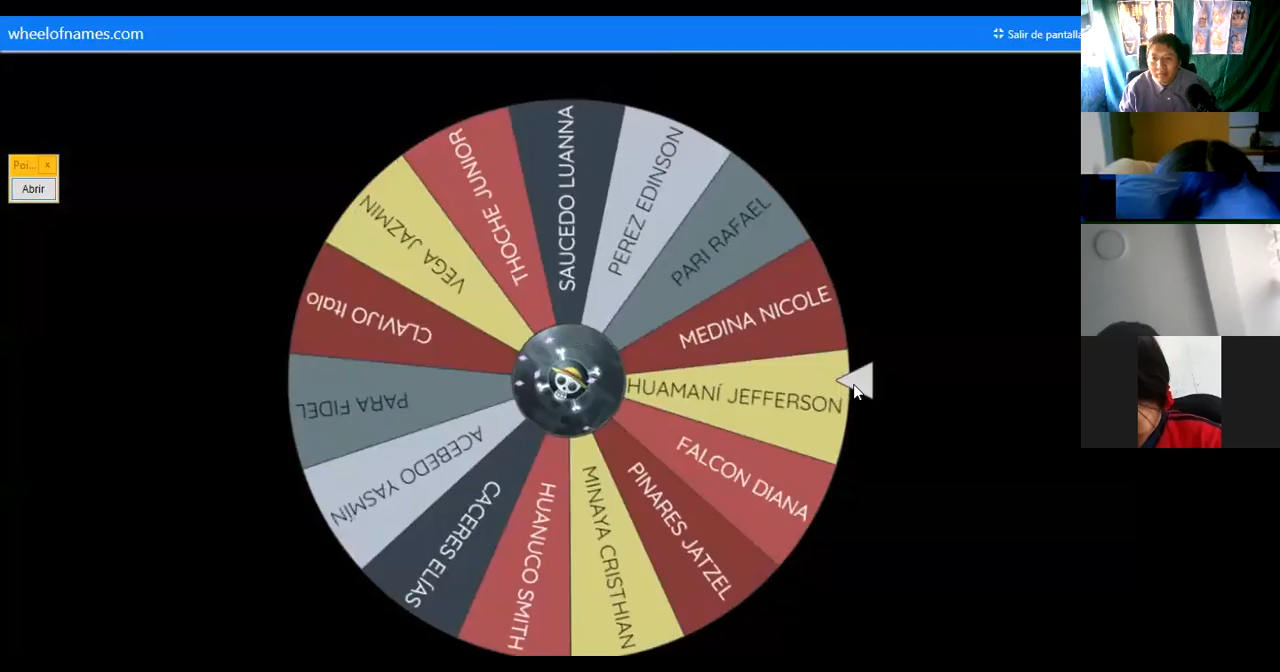 wheelofnames.com
Salir de pantalla
Poi... x
Abrir
SAUCEDO LUANNA
PEREZ EDINSON
PARI RAFAEL
MEDINA NICOLE
HUAMANÍ JEFFERSON
FALCON DIANA
PINARES JATZEL
MINAYA CRISTHIAN
HUANUCO SMITH
CACERES ELÍAS
ACEBEDO YASMÍN
PARA FIDEL
CLAVIJO Italo
VEGA JAZMIN
THOCHE JUNIOR